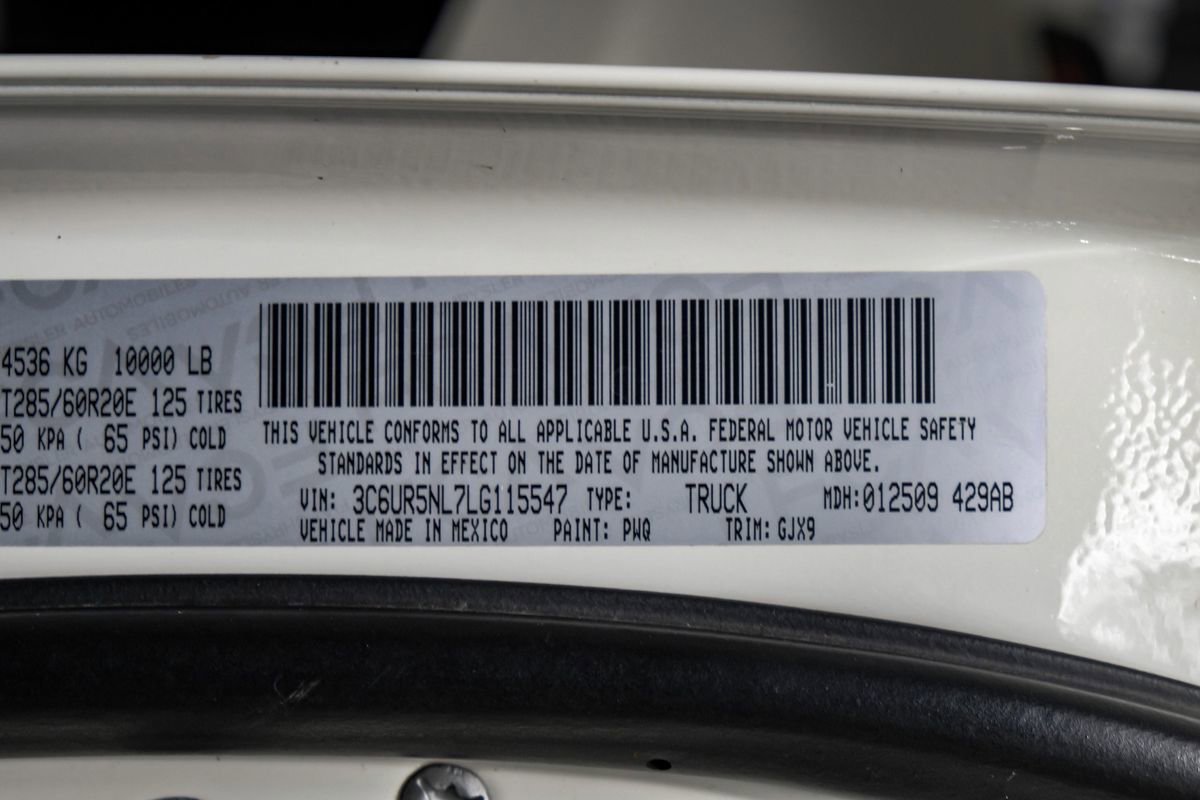 4536 KG 10000 LB
T285/60R20E 125 TIRES
50 KPA ( 65 PSI) COLD
T285/60R20E 125 TIRES
50 KPA ( 65 PSI) COLD
THIS VEHICLE CONFORMS TO ALL APPLICABLE U.S.A. FEDERAL MOTOR VEHICLE SAFETY
STANDARDS IN EFFECT ON THE DATE OF MANUFACTURE SHOWN ABOVE.
VIN: 3C6UR5NL7LG115547 TYPE: TRUCK MDH:012509 429AB
VEHICLE MADE IN MEXICO PAINT: PWQ TRIM: GJX9